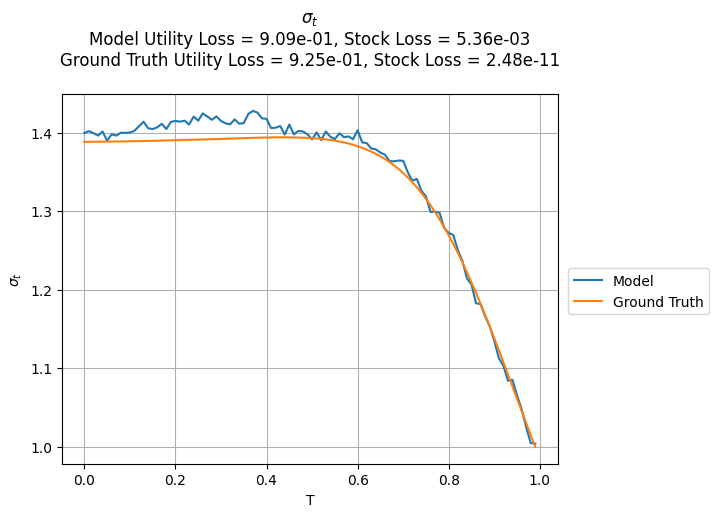 σt
Model Utility Loss = 9.09e-01, Stock Loss = 5.36e-03
Ground Truth Utility Loss = 9.25e-01, Stock Loss = 2.48e-11
1.4
1.3
1.2
1.1
1.0
σt
0.0 0.2 0.4 0.6 0.8 1.0
T
Model
Ground Truth